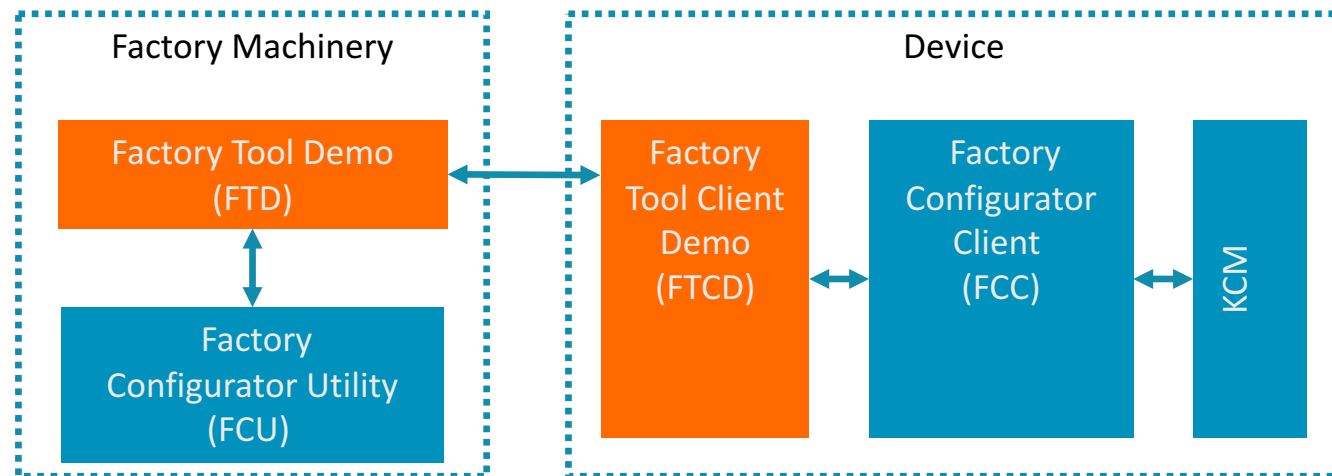 Factory Machinery
Factory Tool Demo
(FTD)
Factory
Configurator Utility
(FCU)
Device
Factory
Tool Client
Demo
(FTCD)
Factory
Configurator
Client
(FCC)
KCM